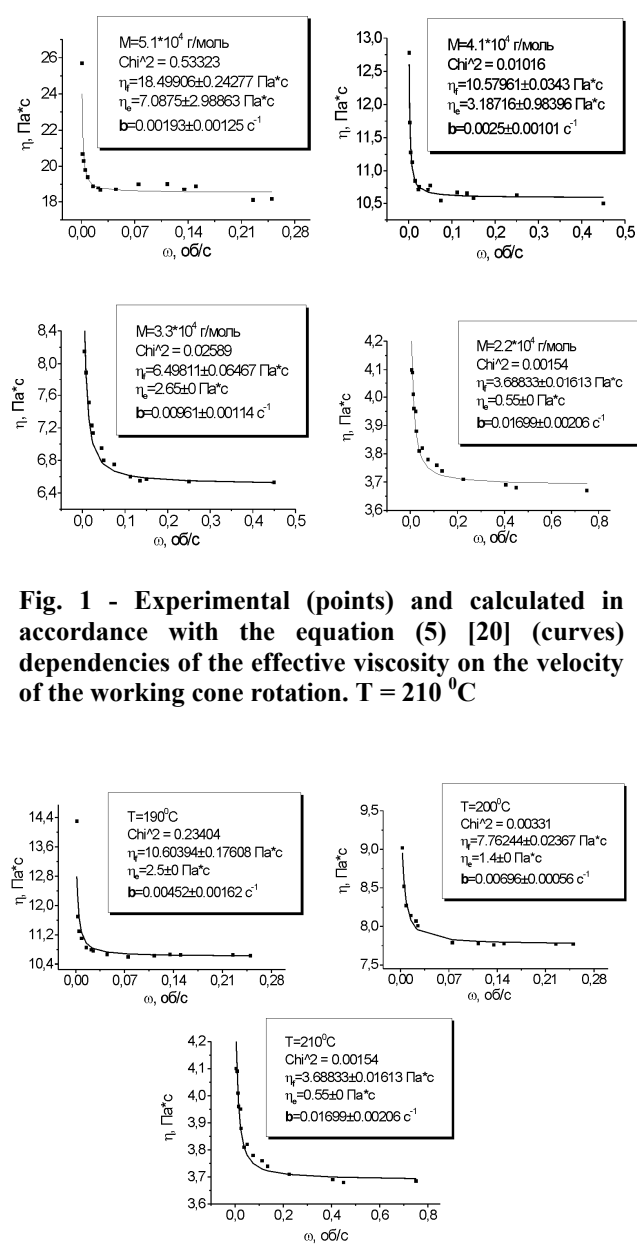 M=5.1*10⁴ г/моль
Chi^2 = 0.53323
ηf=18.49906±0.24277 Па*с
ηe=7.0875±2.98863 Па*с
b=0.00193±0.00125 c⁻¹
η, Па*с
26
24
22
20
18
0,00 0,07 0,14 0,21 0,28
ω, об/с
M=4.1*10⁴ г/моль
Chi^2 = 0.01016
ηf=10.57961±0.0343 Па*с
ηe=3.18716±0.98396 Па*с
b=0.0025±0.00101 c⁻¹
η, Па*с
13,0
12,5
12,0
11,5
11,0
10,5
0,0 0,1 0,2 0,3 0,4 0,5
ω, об/с
M=3.3*10⁴ г/моль
Chi^2 = 0.02589
ηf=6.49811±0.06467 Па*с
ηe=2.65±0 Па*с
b=0.00961±0.00114 c⁻¹
η, Па*с
8,4
7,8
7,2
6,6
6,4
0,0 0,1 0,2 0,3 0,4 0,5
ω, об/с
M=2.2*10⁴ г/моль
Chi^2 = 0.00154
ηf=3.68833±0.01613 Па*с
ηe=0.55±0 Па*с
b=0.01699±0.00206 c⁻¹
η, Па*с
4,2
4,1
4,0
3,9
3,8
3,7
3,6
0,0 0,2 0,4 0,6 0,8
ω, об/с
Fig. 1 - Experimental (points) and calculated in
accordance with the equation (5) [20] (curves)
dependencies of the effective viscosity on the velocity
of the working cone rotation. T = 210 ⁰C
T=190⁰C
Chi^2 = 0.23404
ηf=10.60394±0.17608 Па*с
ηe=2.5±0 Па*с
b=0.00452±0.00162 c⁻¹
η, Па*с
14,4
13,6
12,8
12,0
11,2
10,4
0,00 0,07 0,14 0,21 0,28
ω, об/с
T=200⁰C
Chi^2 = 0.00331
ηf=7.76244±0.02367 Па*с
ηe=1.4±0 Па*с
b=0.00696±0.00056 c⁻¹
η, Па*с
9,5
9,0
8,5
8,0
7,5
0,00 0,07 0,14 0,21 0,28
ω, об/с
T=210⁰C
Chi^2 = 0.00154
ηf=3.68833±0.01613 Па*с
ηe=0.55±0 Па*с
b=0.01699±0.00206 c⁻¹
η, Па*с
4,2
4,1
4,0
3,9
3,8
3,7
3,6
0,0 0,2 0,4 0,6 0,8
ω, об/с